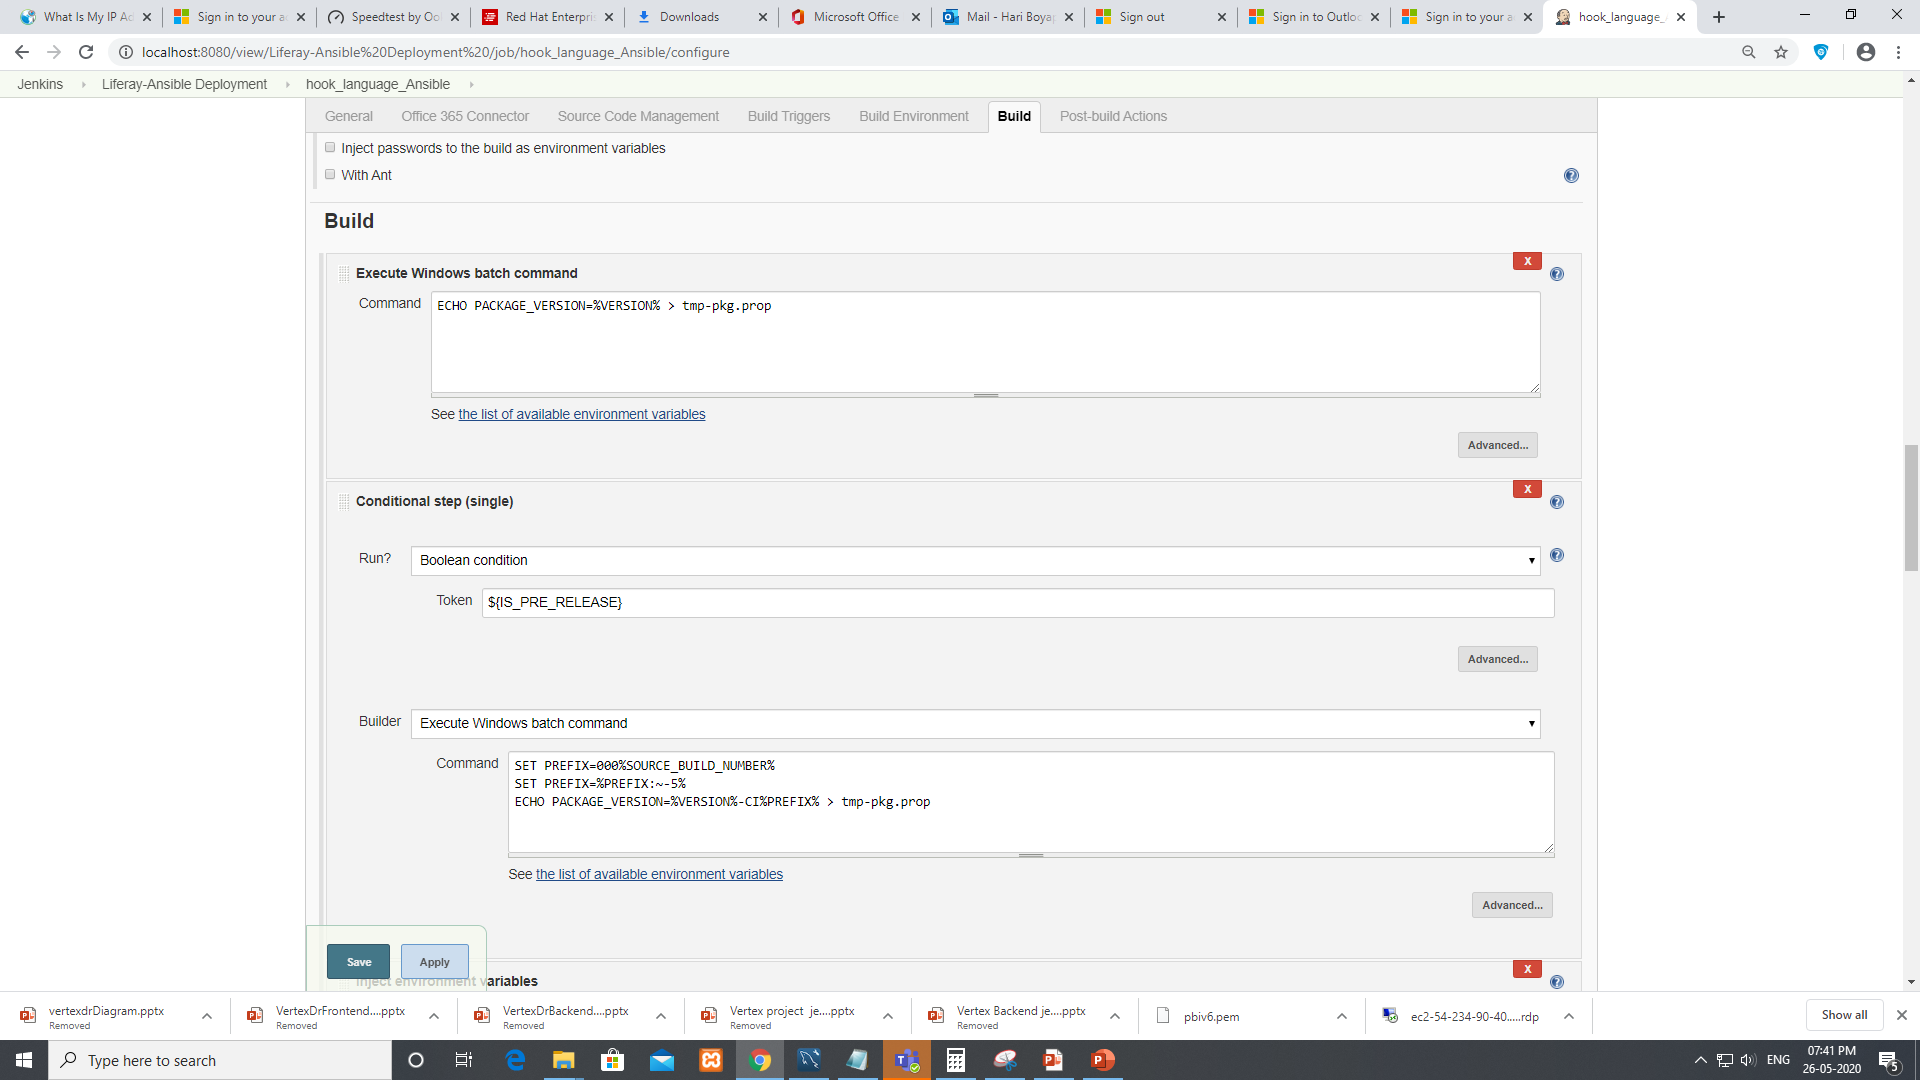 What Is My IP Ad
Sign in to your a
Speedtest by Oo
Red Hat Enterpris
Downloads
Microsoft Office
Mail - Hari Boya
Sign out
Sign in to Outloo
Sign in to your a
hook_language_
localhost:8080/view/Liferay-Ansible%20Deployment%20/job/hook_language_Ansible/configure
Jenkins
Liferay-Ansible Deployment
hook_language_Ansible
General
Office 365 Connector
Source Code Management
Build Triggers
Build Environment
Build
Post-build Actions
Inject passwords to the build as environment variables
With Ant
Build
X
Execute Windows batch command
Command
ECHO PACKAGE_VERSION=%VERSION% > tmp-pkg.prop
See the list of available environment variables
Advanced...
X
Conditional step (single)
Run?
Boolean condition
Token
${IS_PRE_RELEASE}
Advanced...
Builder
Execute Windows batch command
Command
SET PREFIX=000%SOURCE_BUILD_NUMBER%
SET PREFIX=%PREFIX:~-5%
ECHO PACKAGE_VERSION=%VERSION%-CI%PREFIX% > tmp-pkg.prop
See the list of available environment variables
Advanced...
Save
Apply
X
Inject environment variables
vertexdrDiagram.pptx
Removed
VertexDrFrontend....pptx
Removed
VertexDrBackend....pptx
Removed
Vertex project je....pptx
Removed
Vertex Backend je....pptx
Removed
pbiv6.pem
ec2-54-234-90-40.....rdp
Show all
Type here to search
ENG
07:41 PM
26-05-2020
5